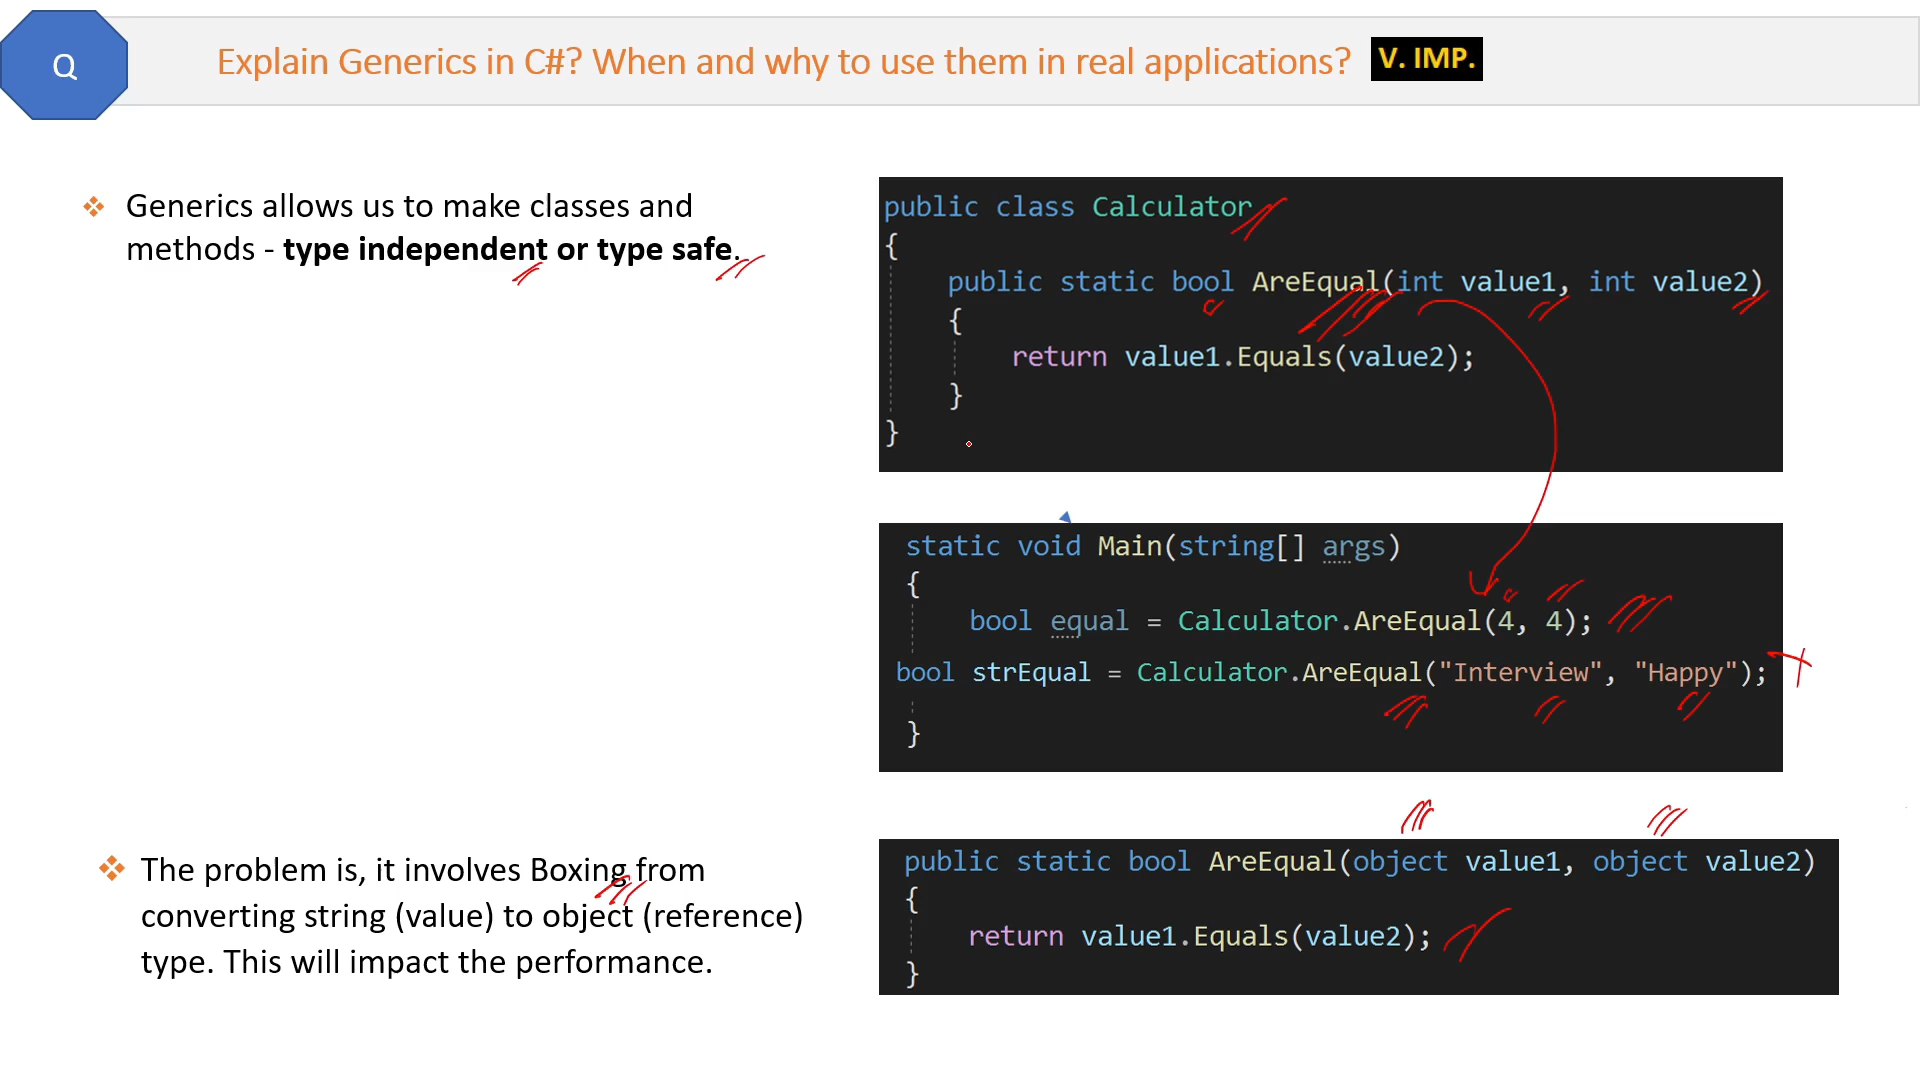 Q
Explain Generics in C#? When and why to use them in real applications? V. IMP.
Generics allows us to make classes and
methods - type independent or type safe.
public class Calculator
{
public static bool AreEqual(int value1, int value2)
{
return value1.Equals(value2);
}
}
static void Main(string[] args)
{
bool equal = Calculator.AreEqual(4, 4);
bool strEqual = Calculator.AreEqual("Interview", "Happy");
}
The problem is, it involves Boxing from
converting string (value) to object (reference)
type. This will impact the performance.
public static bool AreEqual(object value1, object value2)
{
return value1.Equals(value2);
}